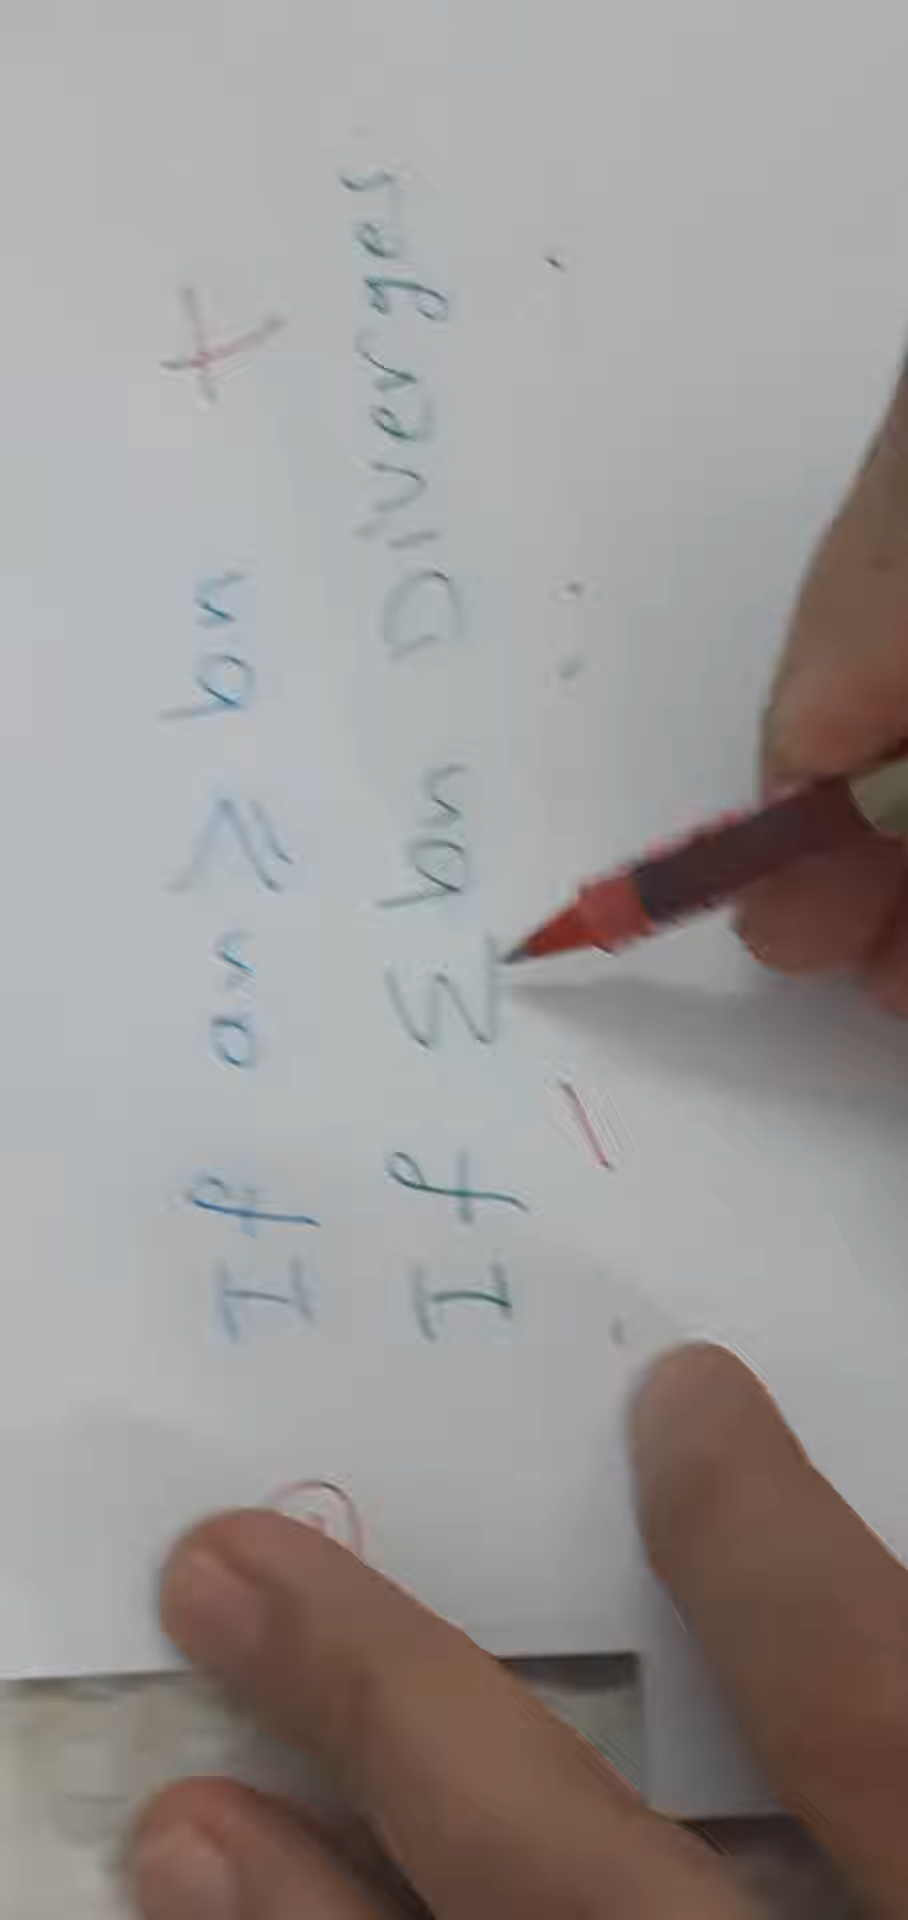 If an ≥ bn
If Σ bn Diverges